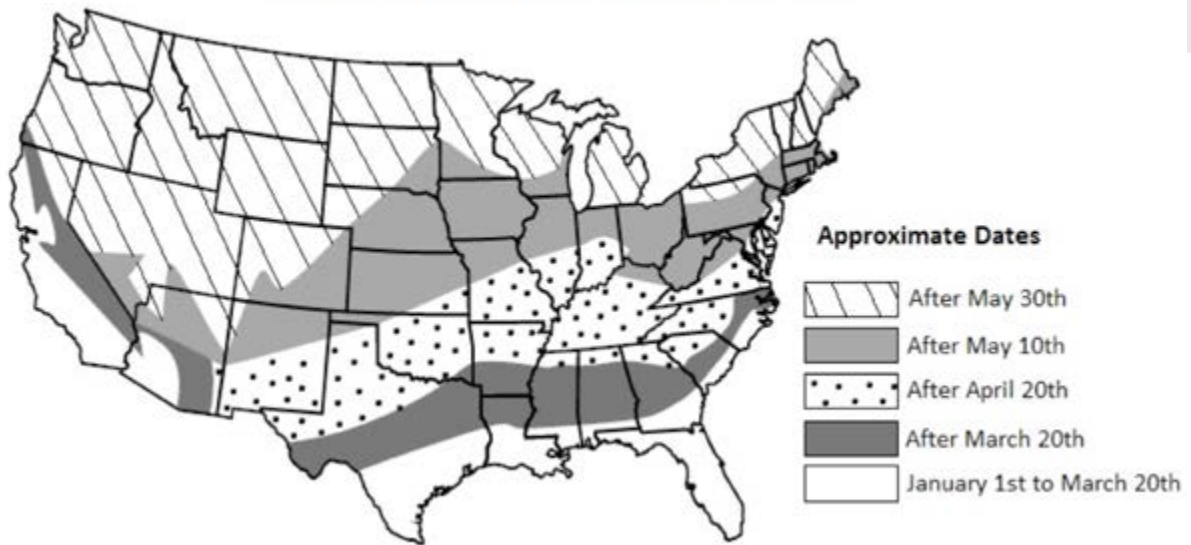 Approximate Dates
After May 30th
After May 10th
After April 20th
After March 20th
January 1st to March 20th